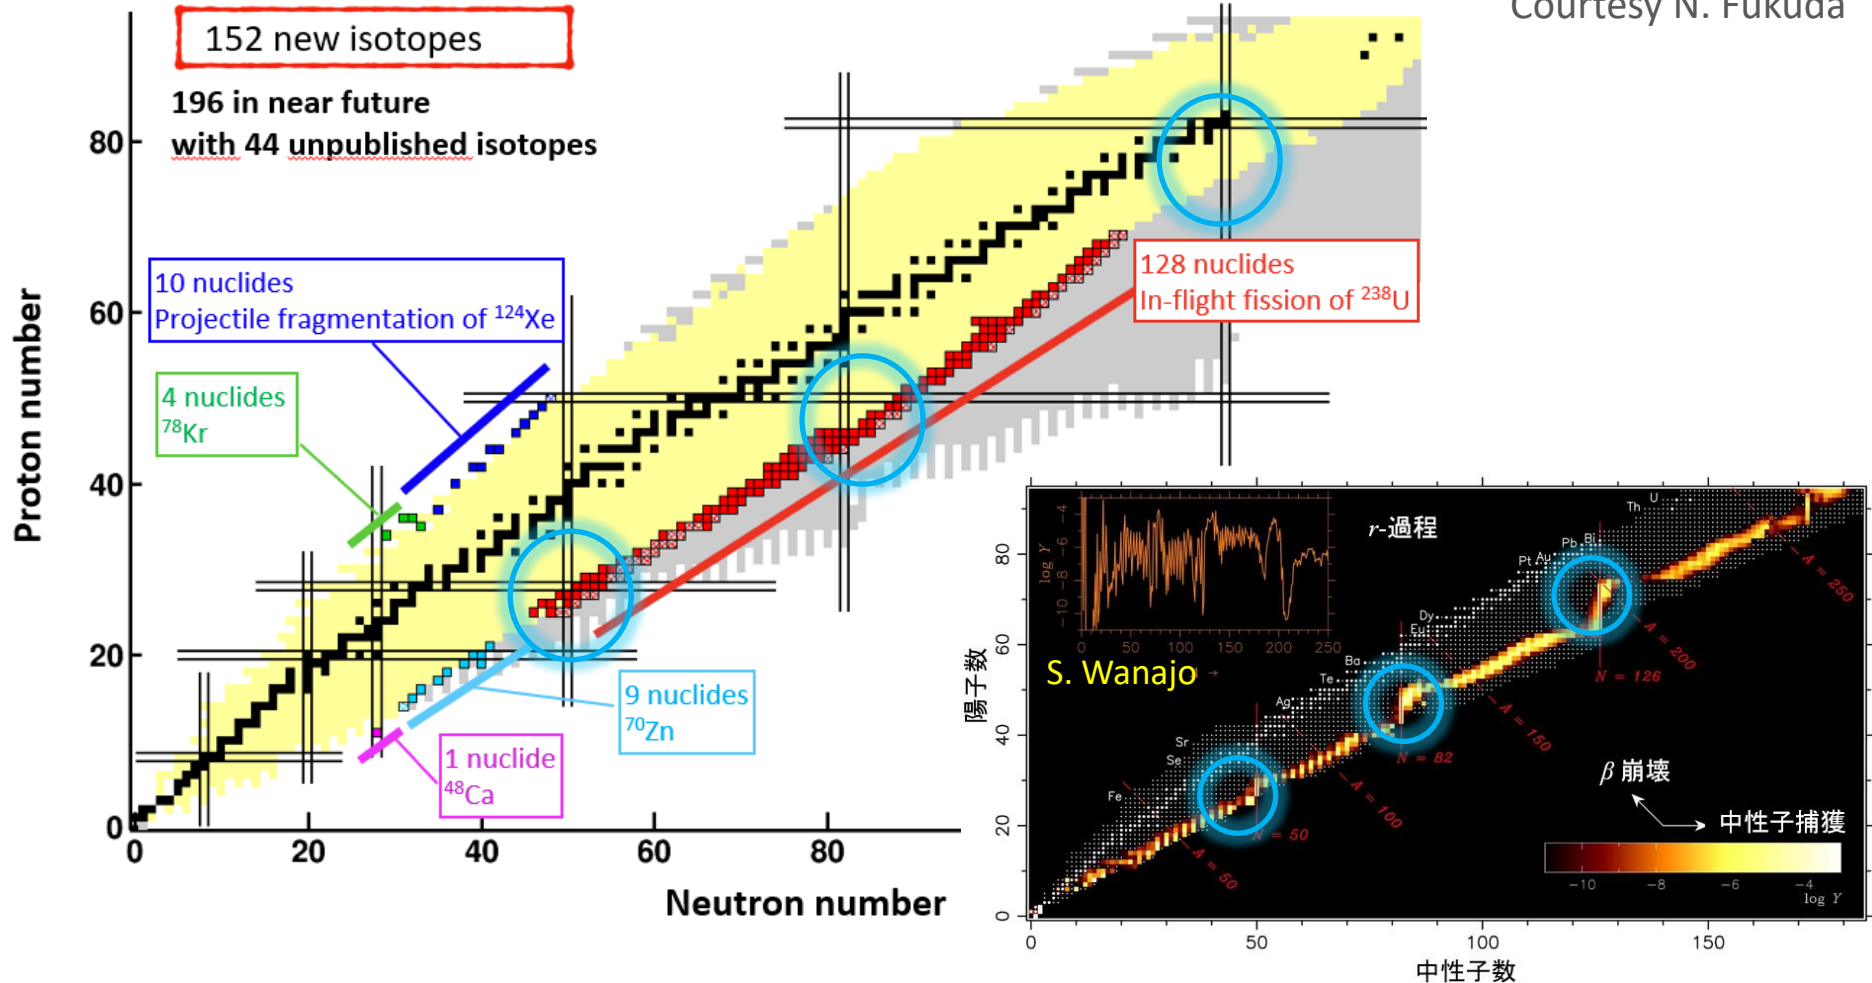 Courtesy N. Fukuda
152 new isotopes
196 in near future
with 44 unpublished isotopes
10 nuclides
Projectile fragmentation of ¹²⁴Xe
4 nuclides
⁷⁸Kr
128 nuclides
In-flight fission of ²³⁸U
9 nuclides
⁷⁰Zn
1 nuclide
⁴⁸Ca
Proton number
80
60
40
20
0
0
20
40
60
80
Neutron number
r-過程
S. Wanajo
log Y
−4
−6
−8
−10
0
50
100
150
200
250
U
Th
Pb Bi
Pt Au
Dy
Eu
Ba
Te
Ag
Sr
Se
Fe
A = 250
A = 200
N = 126
A = 150
N = 82
A = 100
N = 50
A = 50
β 崩壊
中性子捕獲
−10
−8
−6
−4
log Y
陽子数
80
60
40
20
0
0
50
100
150
中性子数